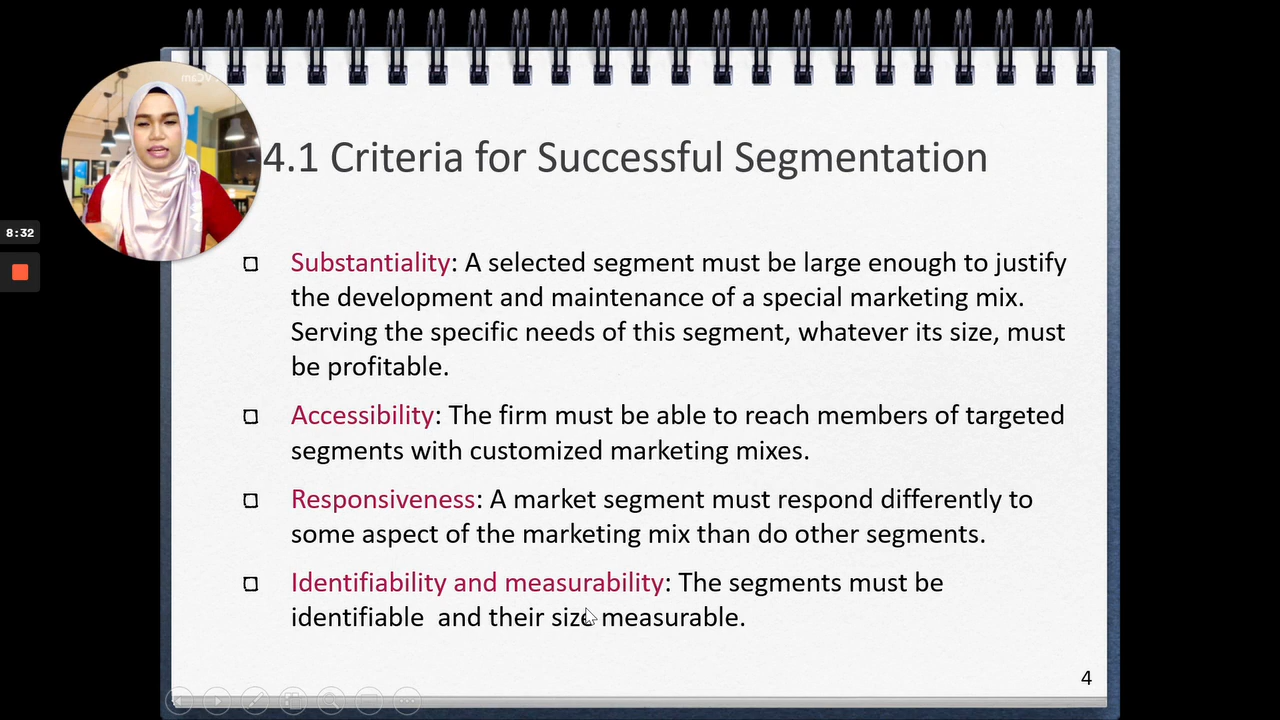 4.1 Criteria for Successful Segmentation
8:32
Substantiality: A selected segment must be large enough to justify
the development and maintenance of a special marketing mix.
Serving the specific needs of this segment, whatever its size, must
be profitable.
Accessibility: The firm must be able to reach members of targeted
segments with customized marketing mixes.
Responsiveness: A market segment must respond differently to
some aspect of the marketing mix than do other segments.
Identifiability and measurability: The segments must be
identifiable and their size measurable.
4